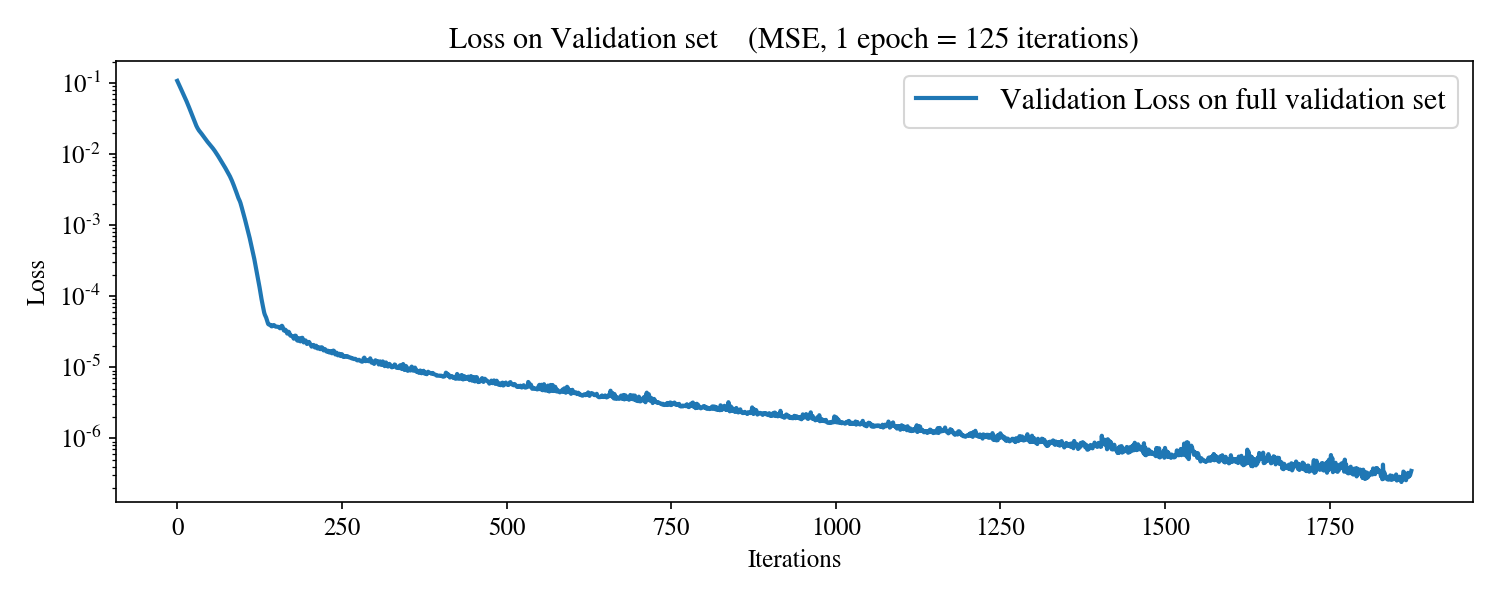 Loss on Validation set (MSE, 1 epoch = 125 iterations)
Validation Loss on full validation set
Loss
10-1
10-2
10-3
10-4
10-5
10-6
0 250 500 750 1000 1250 1500 1750
Iterations